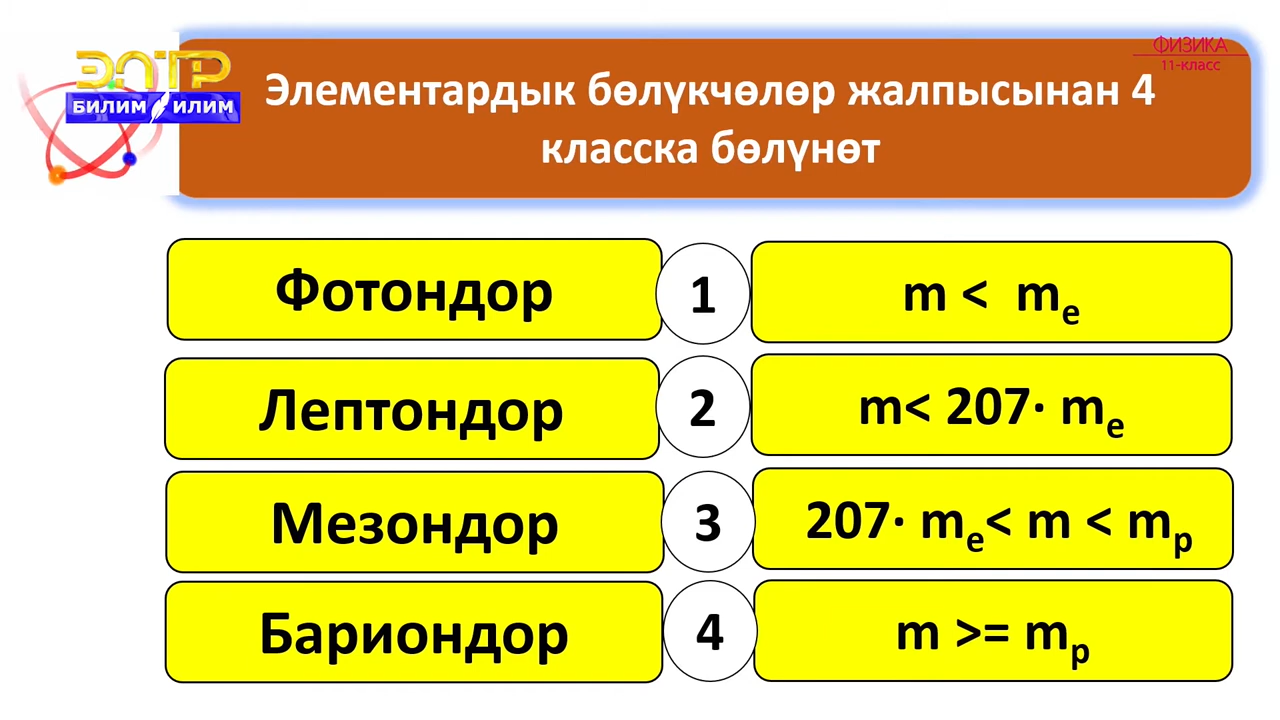 ЭЛТР
БИЛИМ ИЛИМ
ФИЗИКА
11-класс
Элементардык бөлүкчөлөр жалпысынан 4
класска бөлүнөт
Фотондор 1 m < mₑ
Лептондор 2 m< 207· mₑ
Мезондор 3 207· mₑ< m < mₚ
Бариондор 4 m >= mₚ